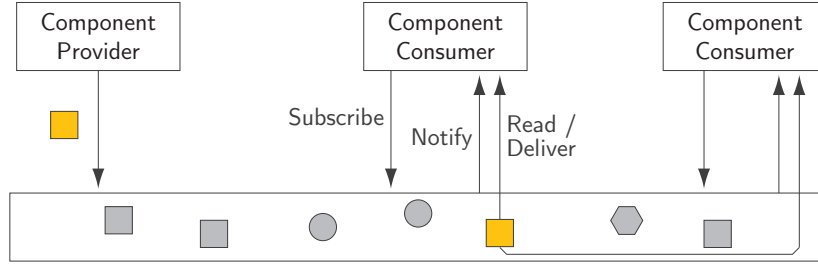 Component
Provider
Component
Consumer
Component
Consumer
Subscribe
Notify
Read /
Deliver